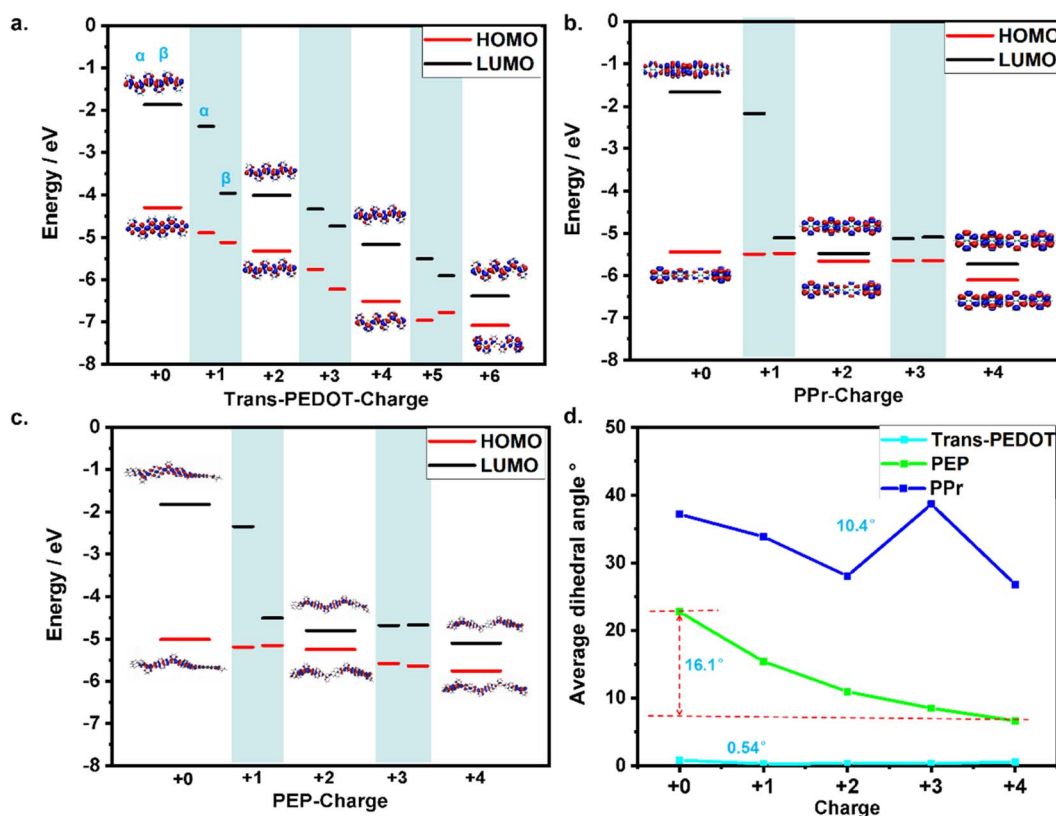 a.
HOMO
LUMO
α β
α
β
Energy / eV
0
-1
-2
-3
-4
-5
-6
-7
-8
+0 +1 +2 +3 +4 +5 +6
Trans-PEDOT-Charge
b.
HOMO
LUMO
Energy / eV
0
-1
-2
-3
-4
-5
-6
-7
-8
+0 +1 +2 +3 +4
PPr-Charge
c.
HOMO
LUMO
Energy / eV
0
-1
-2
-3
-4
-5
-6
-7
-8
+0 +1 +2 +3 +4
PEP-Charge
d.
Trans-PEDOT
PEP
PPr
10.4°
16.1°
0.54°
Average dihedral angle°
50
40
30
20
10
0
+0 +1 +2 +3 +4
Charge